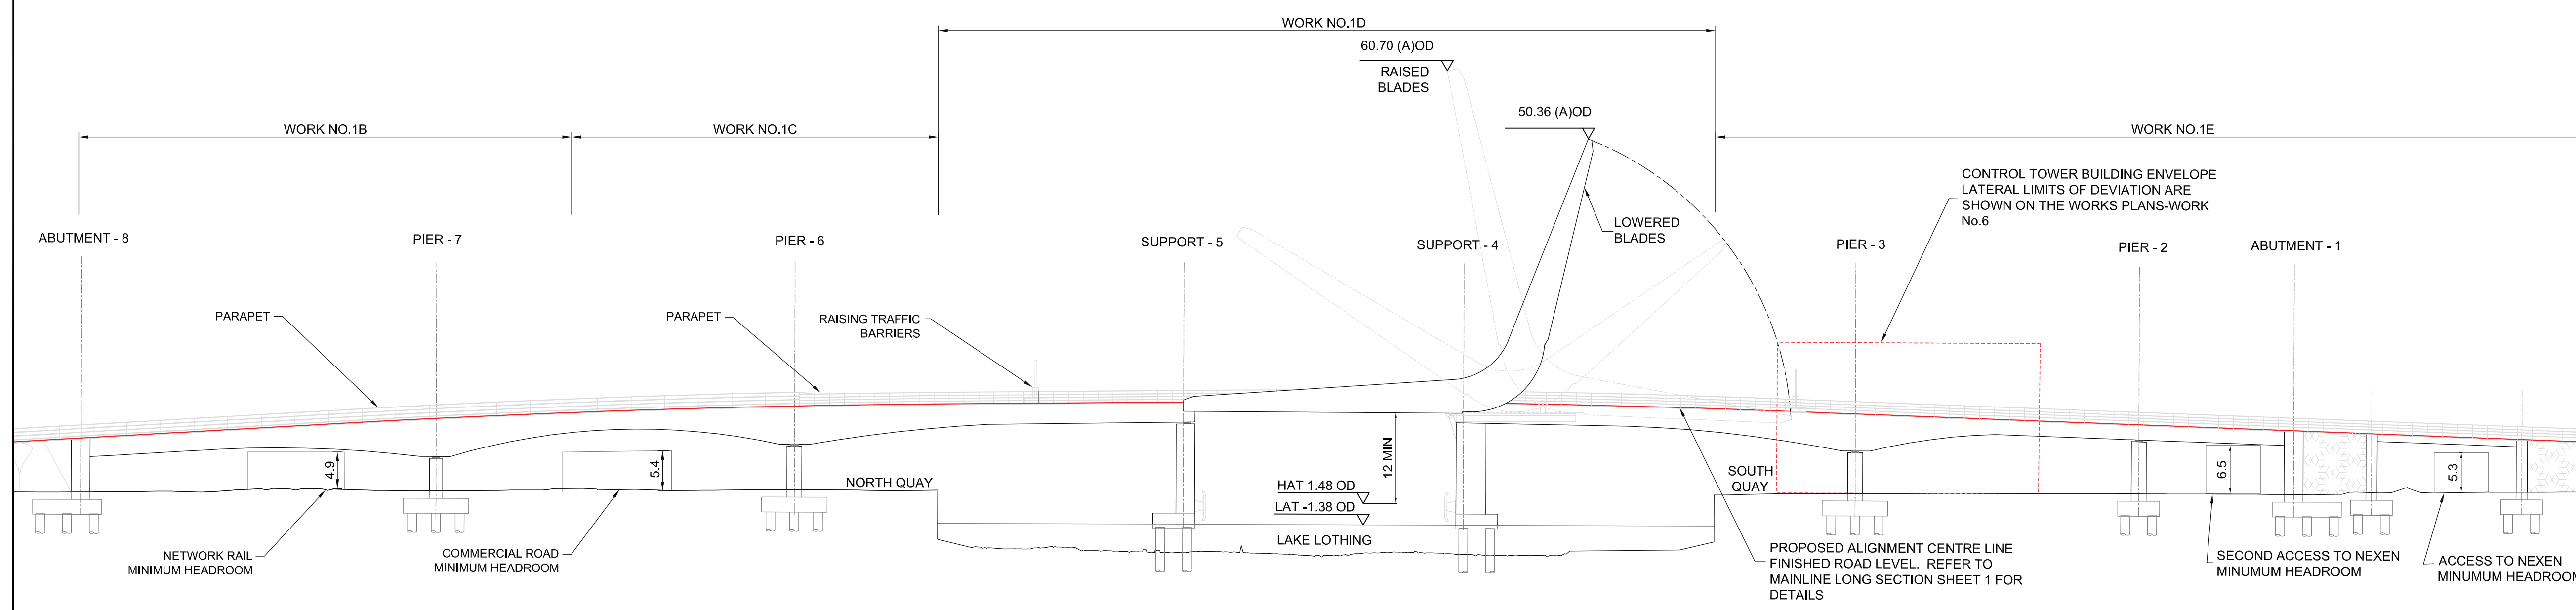 WORK NO.1D
60.70 (A)OD
RAISED
BLADES
50.36 (A)OD
WORK NO.1B
WORK NO.1C
WORK NO.1E
CONTROL TOWER BUILDING ENVELOPE
LATERAL LIMITS OF DEVIATION ARE
SHOWN ON THE WORKS PLANS-WORK
No.6
LOWERED
BLADES
ABUTMENT - 8
PIER - 7
PIER - 6
SUPPORT - 5
SUPPORT - 4
PIER - 3
PIER - 2
ABUTMENT - 1
PARAPET
PARAPET
RAISING TRAFFIC
BARRIERS
4.9
5.4
12 MIN
6.5
5.3
NORTH QUAY
SOUTH
QUAY
HAT 1.48 OD
LAT -1.38 OD
LAKE LOTHING
NETWORK RAIL
MINIMUM HEADROOM
COMMERCIAL ROAD
MINIMUM HEADROOM
PROPOSED ALIGNMENT CENTRE LINE
FINISHED ROAD LEVEL. REFER TO
MAINLINE LONG SECTION SHEET 1 FOR
DETAILS
SECOND ACCESS TO NEXEN
MINUMUM HEADROOM
ACCESS TO NEXEN
MINUMUM HEADROOM